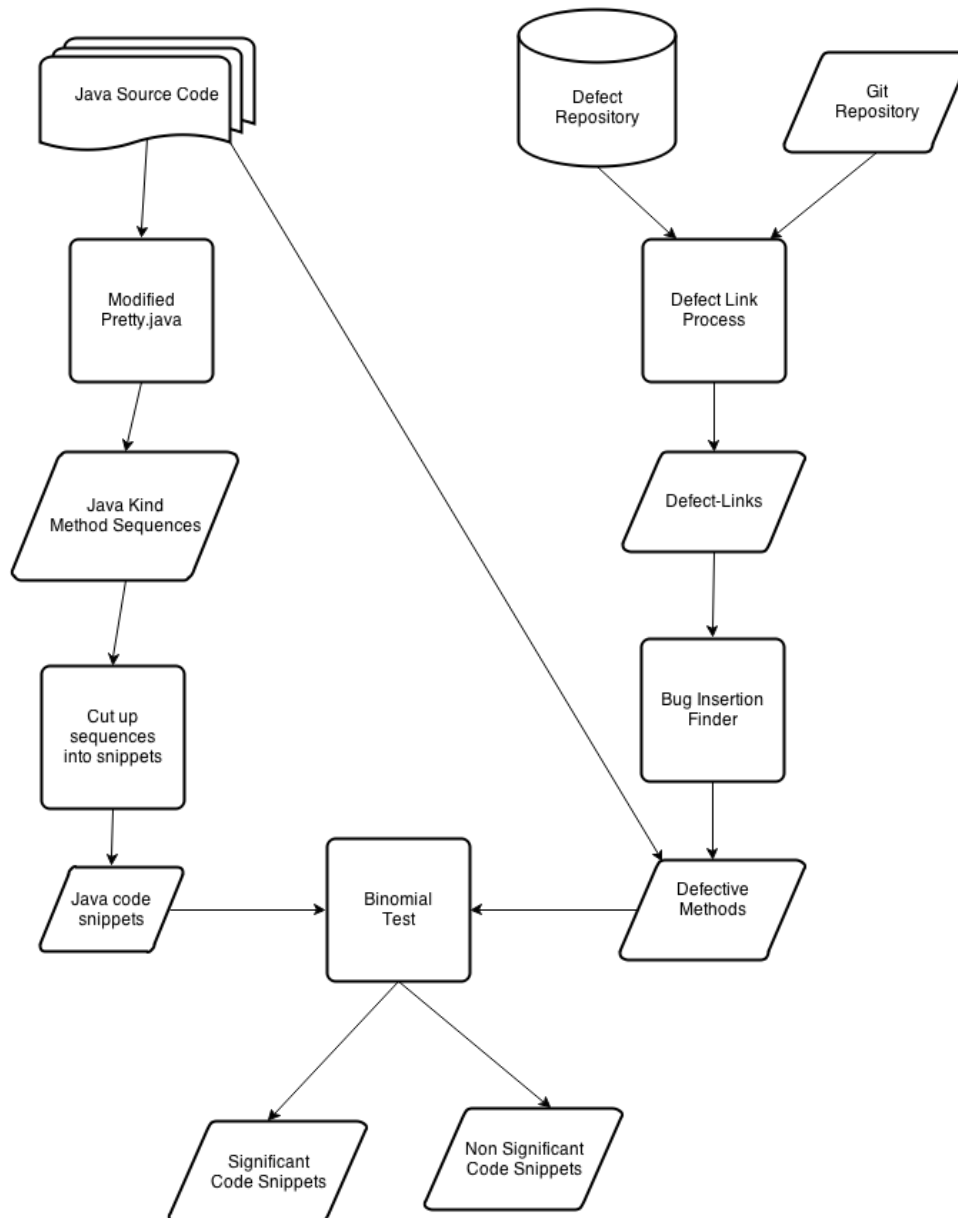 Java Source Code
Defect
Repository
Git
Repository
Modified
Pretty.java
Defect Link
Process
Java Kind
Method Sequences
Defect-Links
Cut up
sequences
into snippets
Bug Insertion
Finder
Java code
snippets
Binomial
Test
Defective
Methods
Significant
Code Snippets
Non Significant
Code Snippets